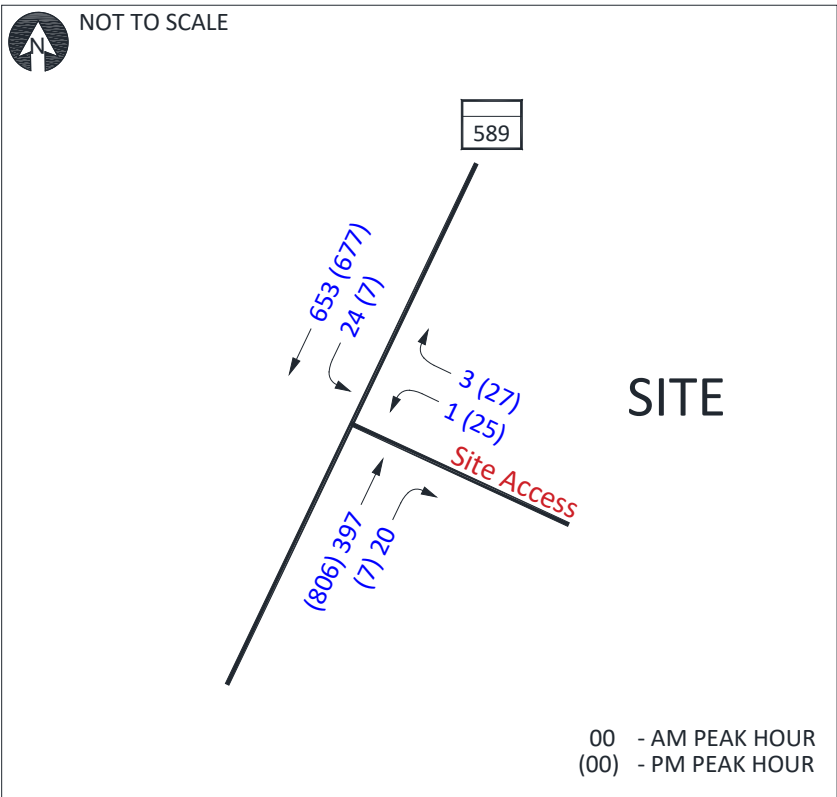 N
NOT TO SCALE
589
653 (677)
24 (7)
3 (27)
1 (25)
SITE
Site Access
(806) 397
(7) 20
00 - AM PEAK HOUR
(00) - PM PEAK HOUR